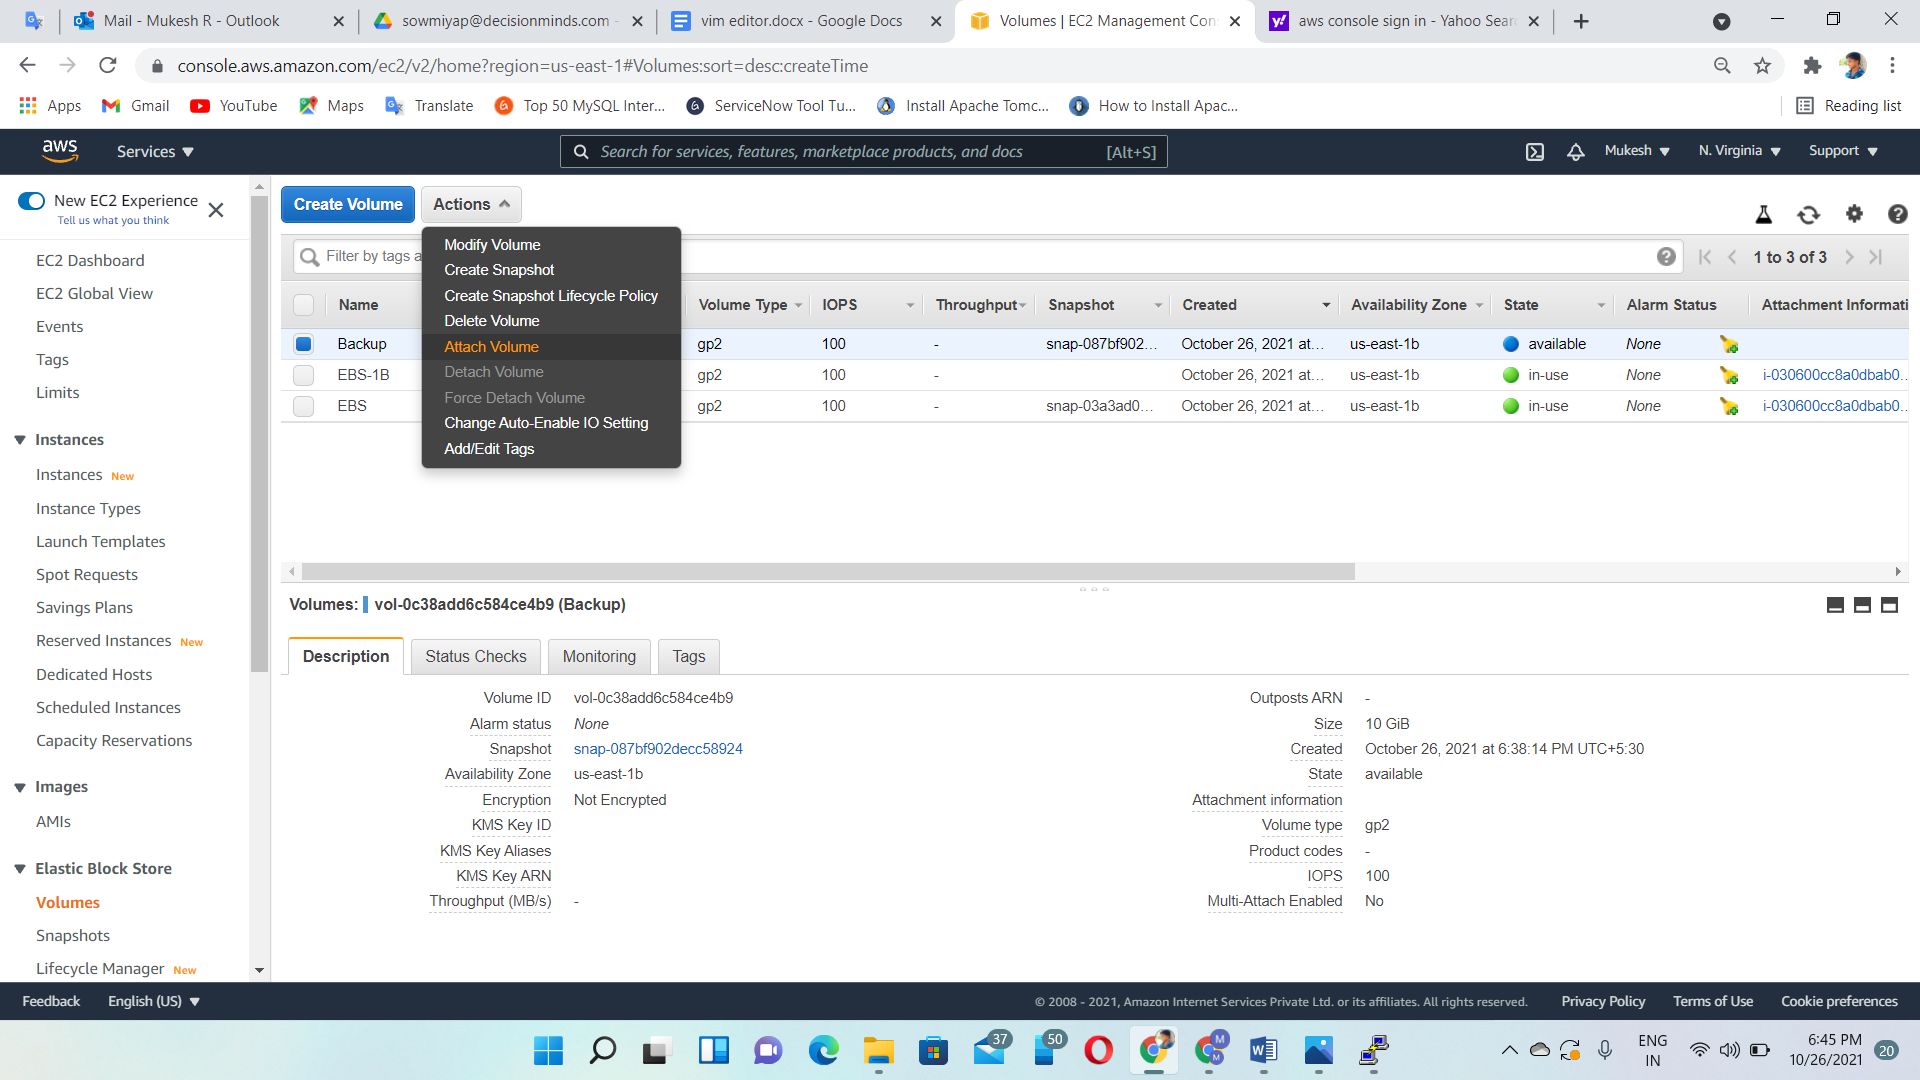 Mail - Mukesh R - Outlook
sowmiyap@decisionminds.com -
vim editor.docx - Google Docs
Volumes | EC2 Management Con
aws console sign in - Yahoo Sear
console.aws.amazon.com/ec2/v2/home?region=us-east-1#Volumes:sort=desc:createTime
Apps
Gmail
YouTube
Maps
Translate
Top 50 MySQL Inter...
ServiceNow Tool Tu...
Install Apache Tomc...
How to Install Apac...
Reading list
aws
Services
Search for services, features, marketplace products, and docs [Alt+S]
Mukesh
N. Virginia
Support
New EC2 Experience
Tell us what you think
EC2 Dashboard
EC2 Global View
Events
Tags
Limits
Instances
Instances New
Instance Types
Launch Templates
Spot Requests
Savings Plans
Reserved Instances New
Dedicated Hosts
Scheduled Instances
Capacity Reservations
Images
AMIs
Elastic Block Store
Volumes
Snapshots
Lifecycle Manager New
Create Volume
Actions
Modify Volume
Create Snapshot
Create Snapshot Lifecycle Policy
Delete Volume
Attach Volume
Detach Volume
Force Detach Volume
Change Auto-Enable IO Setting
Add/Edit Tags
Filter by tags a
1 to 3 of 3
Name Volume Type IOPS Throughput Snapshot Created Availability Zone State Alarm Status Attachment Informati
Backup gp2 100 - snap-087bf902... October 26, 2021 at... us-east-1b available None
EBS-1B gp2 100 - October 26, 2021 at... us-east-1b in-use None i-030600cc8a0dbab0...
EBS gp2 100 - snap-03a3ad0... October 26, 2021 at... us-east-1b in-use None i-030600cc8a0dbab0...
Volumes: vol-0c38add6c584ce4b9 (Backup)
Description
Status Checks
Monitoring
Tags
Volume ID vol-0c38add6c584ce4b9
Alarm status None
Snapshot snap-087bf902decc58924
Availability Zone us-east-1b
Encryption Not Encrypted
KMS Key ID
KMS Key Aliases
KMS Key ARN
Throughput (MB/s) -
Outposts ARN -
Size 10 GiB
Created October 26, 2021 at 6:38:14 PM UTC+5:30
State available
Attachment information
Volume type gp2
Product codes -
IOPS 100
Multi-Attach Enabled No
Feedback
English (US)
© 2008 - 2021, Amazon Internet Services Private Ltd. or its affiliates. All rights reserved.
Privacy Policy
Terms of Use
Cookie preferences
37
50
M
M
ENG
IN
6:45 PM
10/26/2021
20